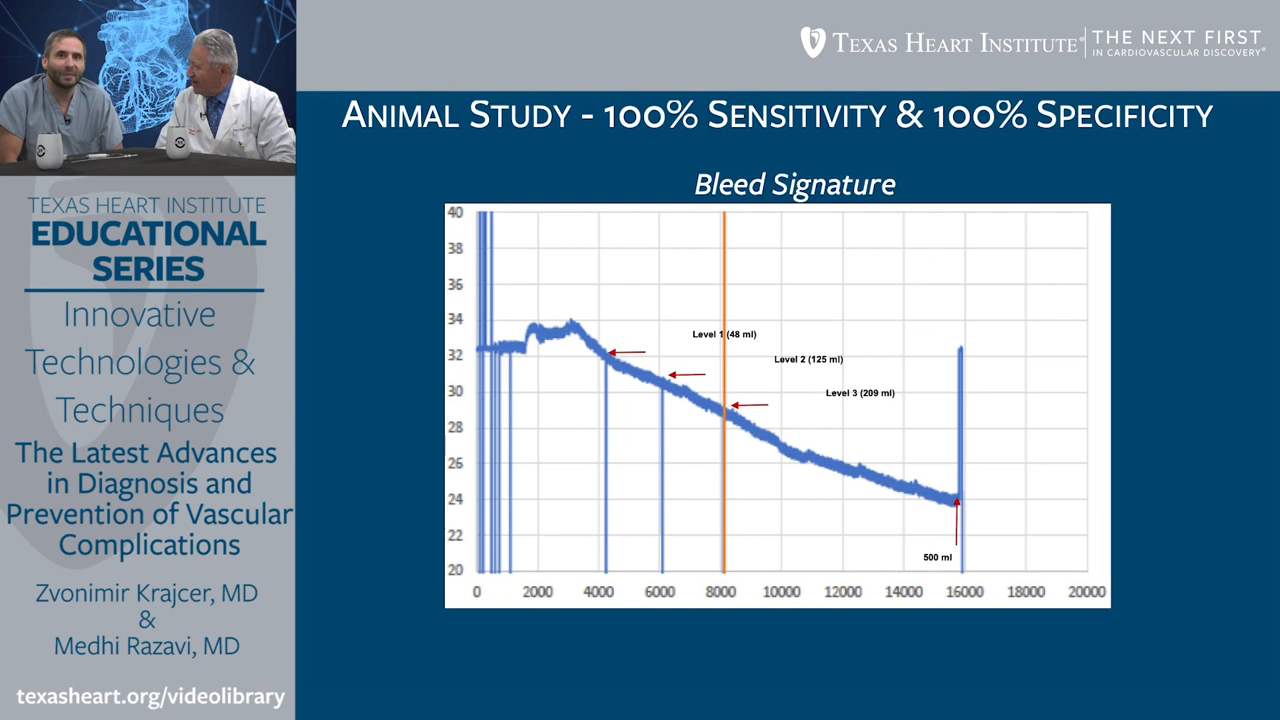 TEXAS HEART INSTITUTE®
THE NEXT FIRST
IN CARDIOVASCULAR DISCOVERY®
TEXAS HEART INSTITUTE
EDUCATIONAL
SERIES
Innovative
Technologies &
Techniques
The Latest Advances
in Diagnosis and
Prevention of Vascular
Complications
Zvonimir Krajcer, MD
&
Medhi Razavi, MD
texasheart.org/videolibrary
ANIMAL STUDY - 100% SENSITIVITY & 100% SPECIFICITY
Bleed Signature
40
38
36
34
32
30
28
26
24
22
20
Level 1 (48 ml)
Level 2 (125 ml)
Level 3 (209 ml)
500 ml
0 2000 4000 6000 8000 10000 12000 14000 16000 18000 20000